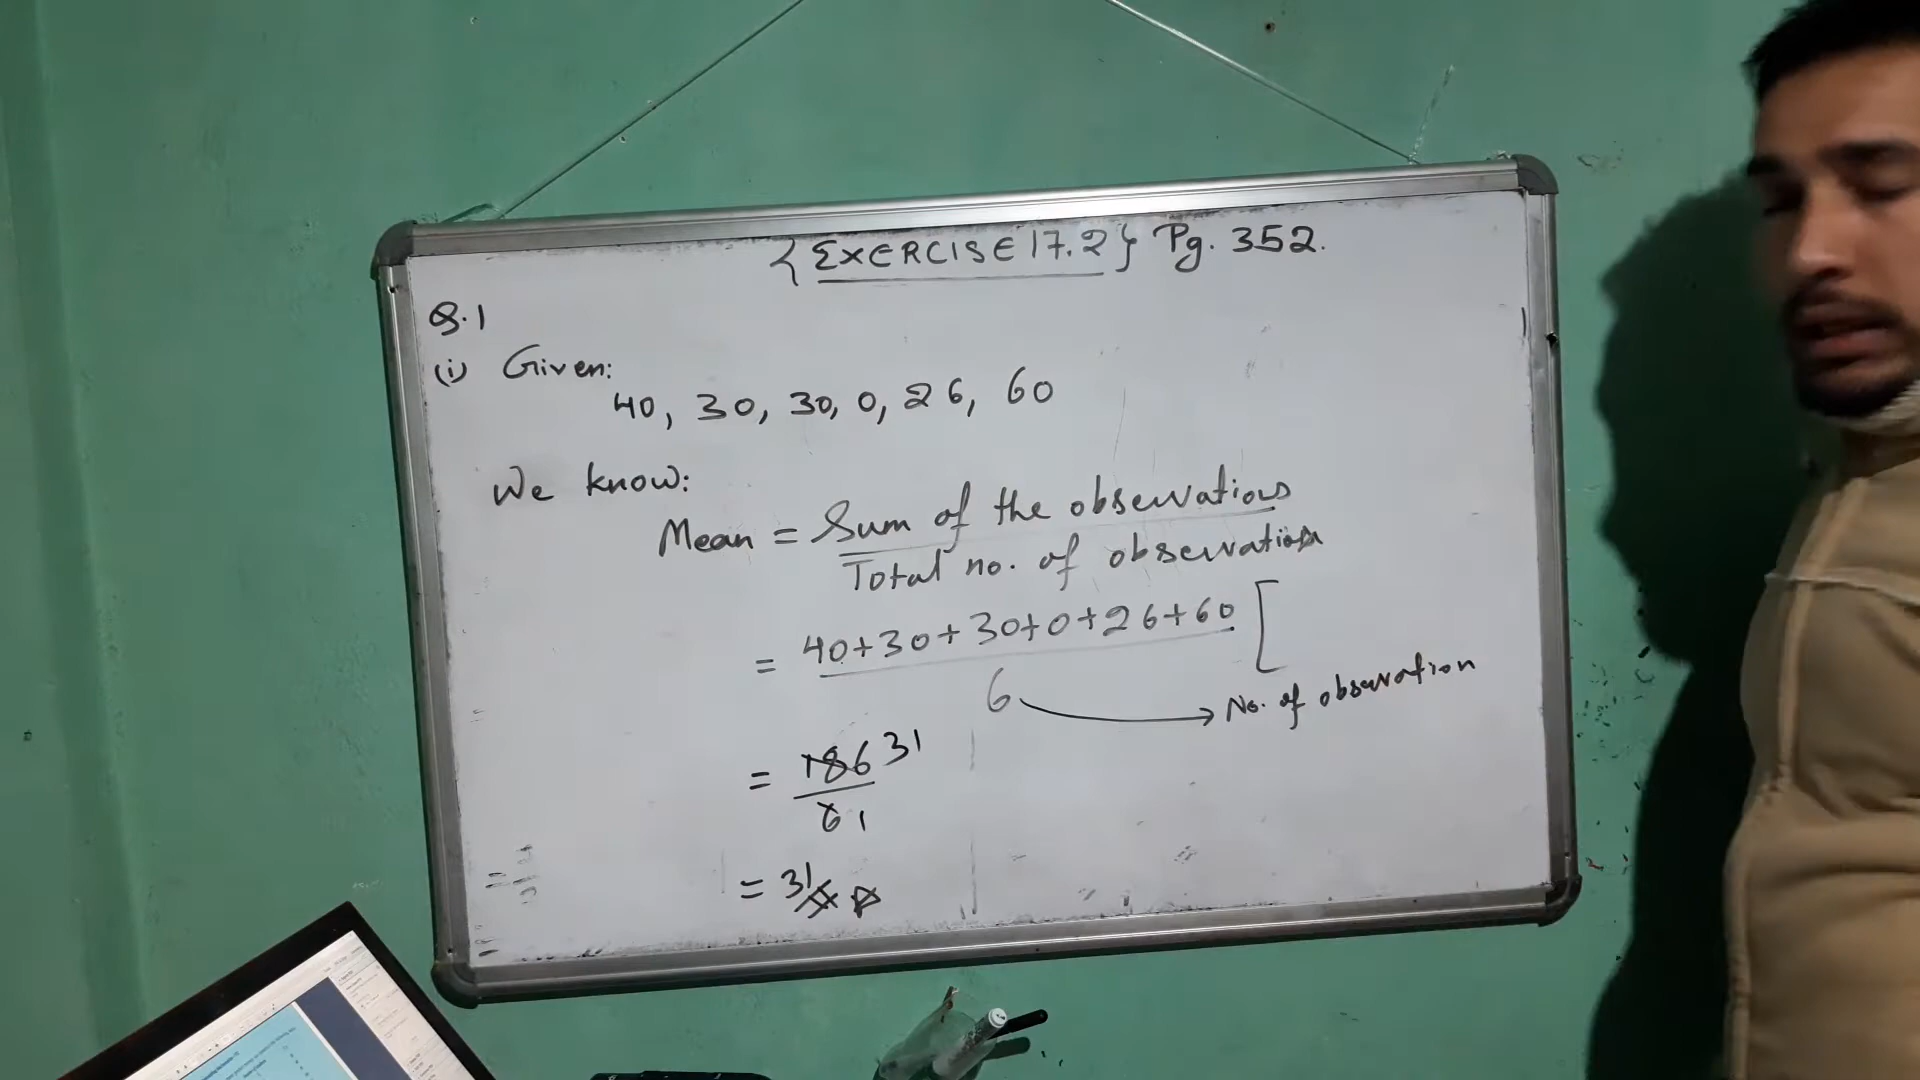 {EXERCISE 17.2} Pg. 352.
Q.1
(i) Given:
40, 30, 30, 0, 26, 60
We know:
Mean = Sum of the observations
Total no. of observation
= 40+30+30+0+26+60 [
6 → No. of observation
= 186 31
6 1
= 31